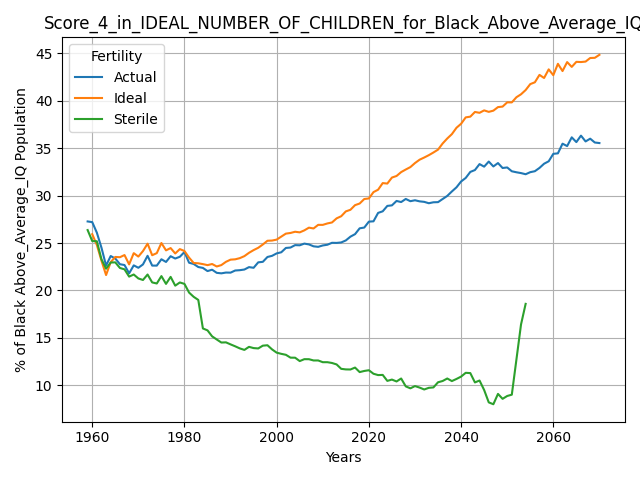 Score_4_in_IDEAL_NUMBER_OF_CHILDREN_for_Black_Above_Average_IQ
Fertility
Actual
Ideal
Sterile
% of Black Above_Average_IQ Population
45
40
35
30
25
20
15
10
1960 1980 2000 2020 2040 2060
Years